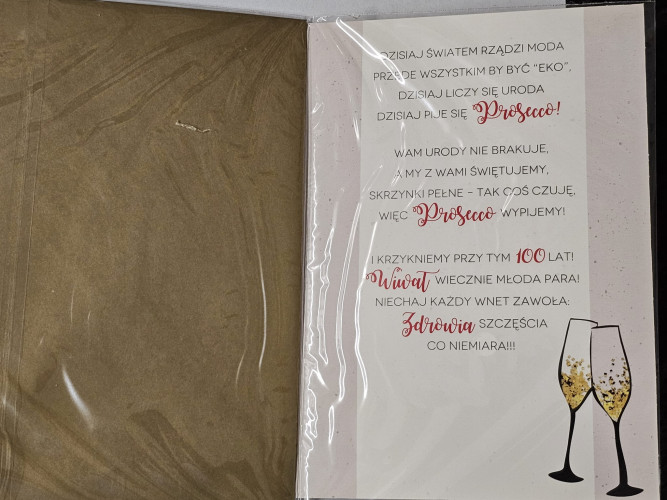 DZISIAJ ŚWIATEM RZĄDZI MODA
PRZEDE WSZYSTKIM BY BYĆ "EKO",
DZISIAJ LICZY SIĘ URODA
DZISIAJ PIJE SIĘ Prosecco!
WAM URODY NIE BRAKUJE,
A MY Z WAMI ŚWIĘTUJEMY,
SKRZYNKI PEŁNE – TAK COŚ CZUJĘ,
WIĘC Prosecco WYPIJEMY!
I KRZYKNIEMY PRZY TYM 100 LAT!
Wiwat WIECZNIE MŁODA PARA!
NIECHAJ KAŻDY WNET ZAWOŁA:
Zdrowia SZCZĘŚCIA
CO NIEMIARA!!!